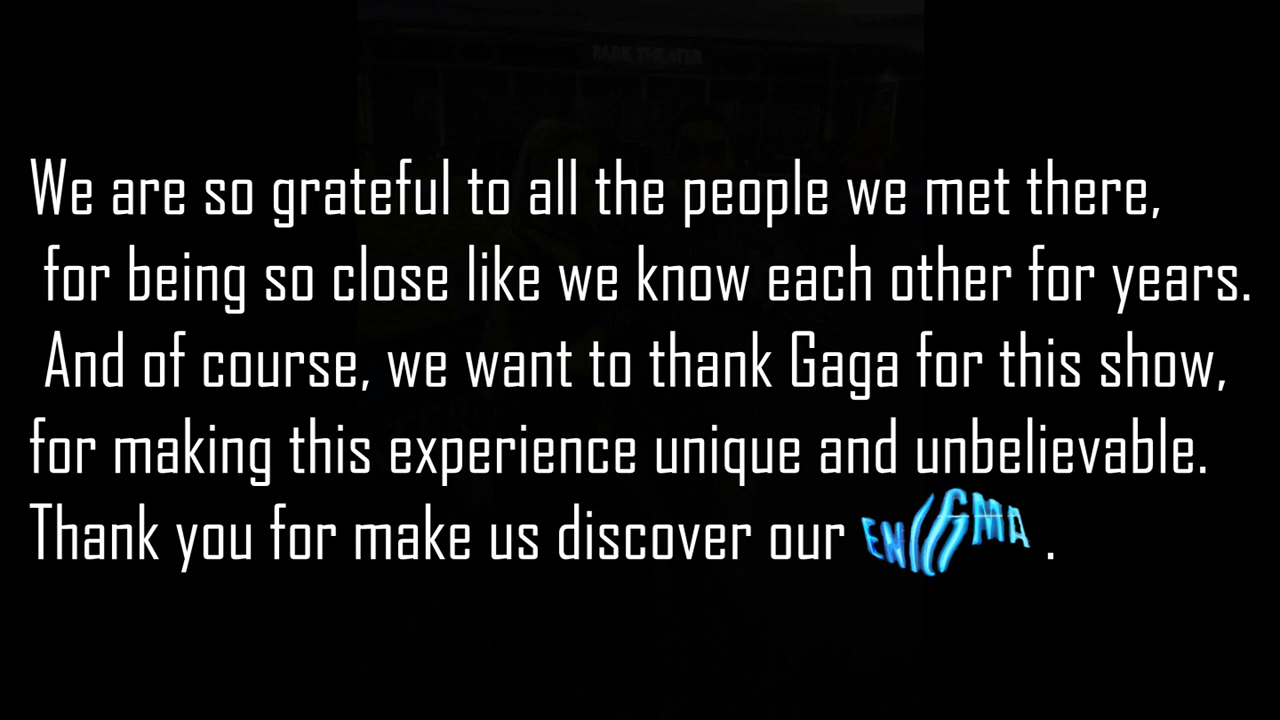 PARK THEATER
We are so grateful to all the people we met there,
for being so close like we know each other for years.
And of course, we want to thank Gaga for this show,
for making this experience unique and unbelievable.
Thank you for make us discover our ENIGMA .